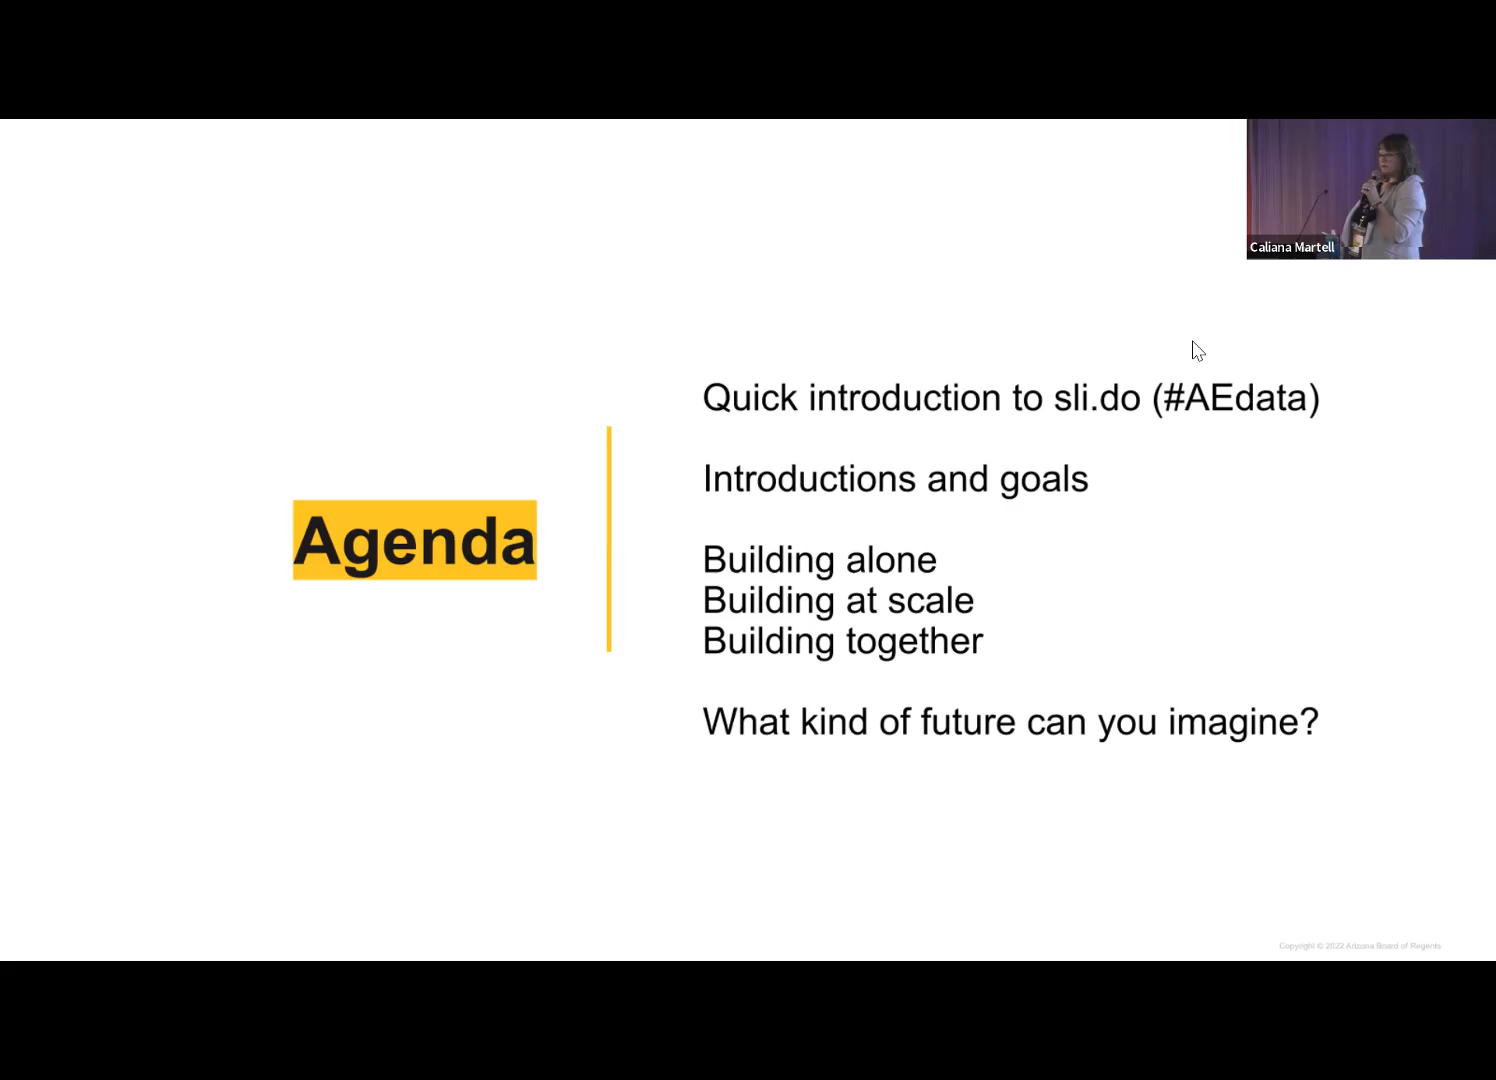 Caliana Martell
Quick introduction to sli.do (#AEdata)
Introductions and goals
Agenda
Building alone
Building at scale
Building together
What kind of future can you imagine?
Copyright © 2022 Arizona Board of Regents